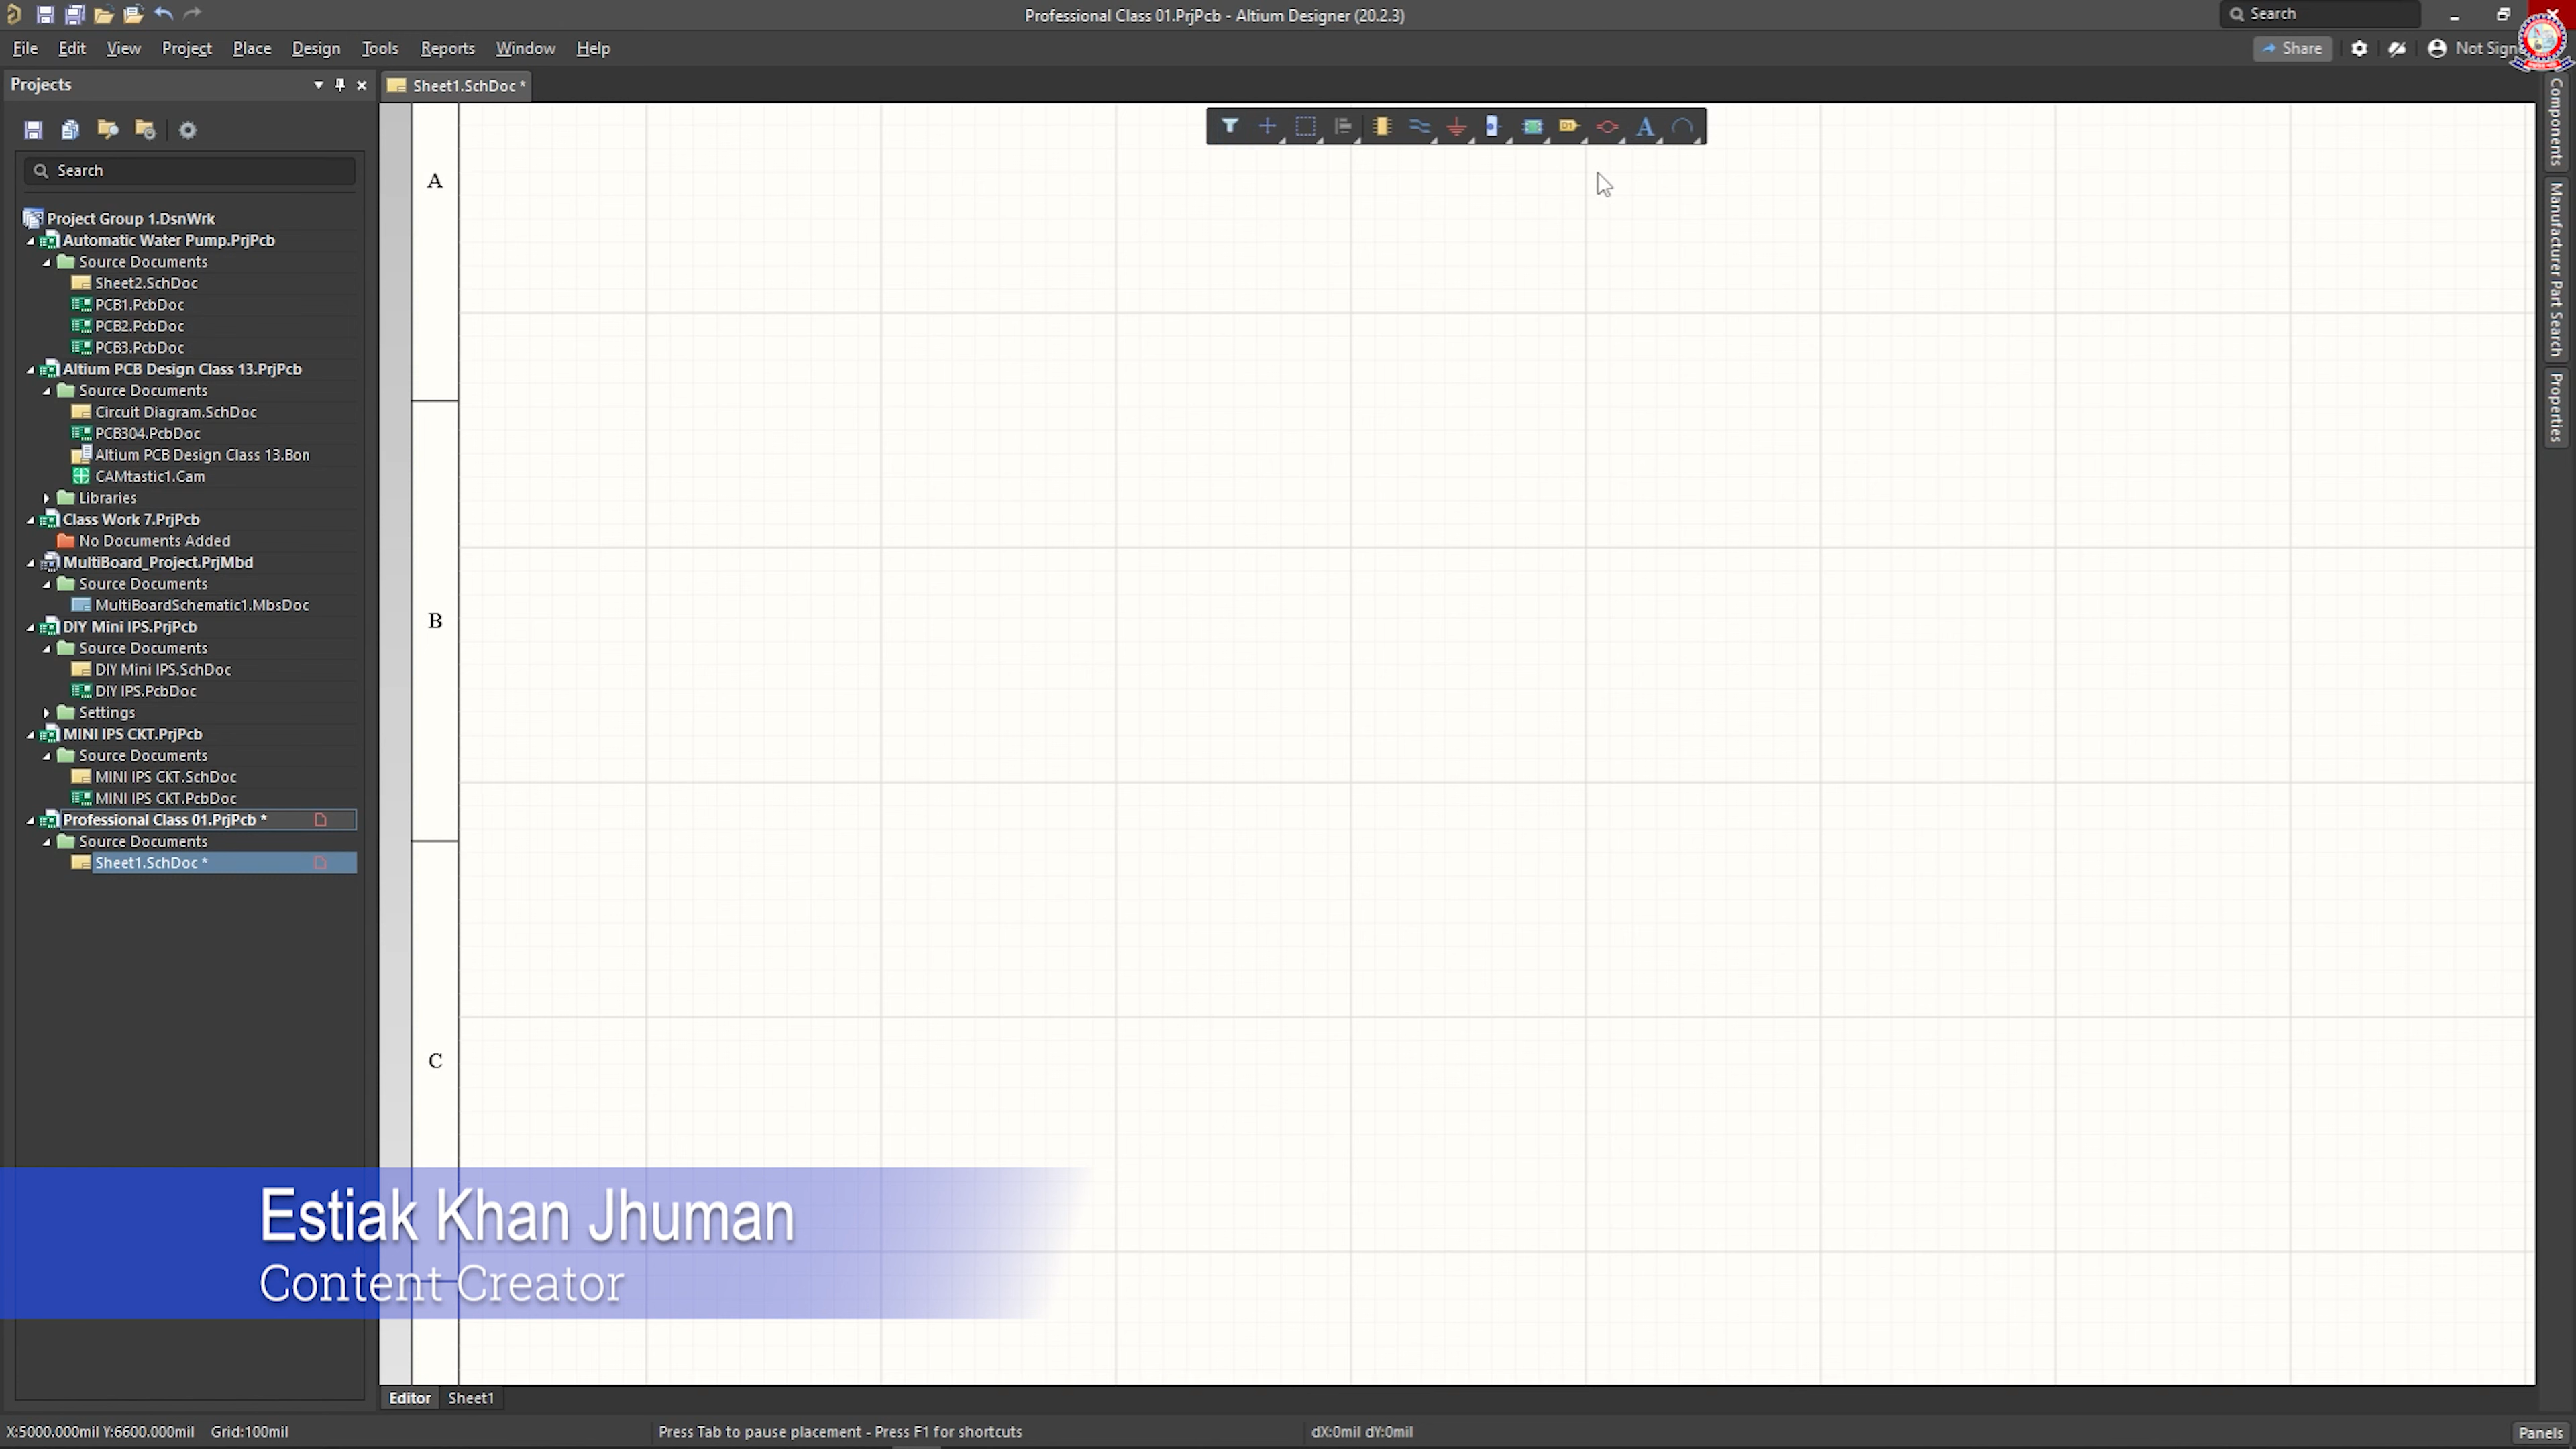 Professional Class 01.PrjPcb - Altium Designer (20.2.3)
Search
File Edit View Project Place Design Tools Reports Window Help
Share
Not Sign
Projects
Sheet1.SchDoc *
Search
Project Group 1.DsnWrk
Automatic Water Pump.PrjPcb
Source Documents
Sheet2.SchDoc
PCB1.PcbDoc
PCB2.PcbDoc
PCB3.PcbDoc
Altium PCB Design Class 13.PrjPcb
Source Documents
Circuit Diagram.SchDoc
PCB304.PcbDoc
Altium PCB Design Class 13.Bon
CAMtastic1.Cam
Libraries
Class Work 7.PrjPcb
No Documents Added
MultiBoard_Project.PrjMbd
Source Documents
MultiBoardSchematic1.MbsDoc
DIY Mini IPS.PrjPcb
Source Documents
DIY Mini IPS.SchDoc
DIY IPS.PcbDoc
Settings
MINI IPS CKT.PrjPcb
Source Documents
MINI IPS CKT.SchDoc
MINI IPS CKT.PcbDoc
Professional Class 01.PrjPcb *
Source Documents
Sheet1.SchDoc *
A
B
C
A
D1
Components
Manufacturer Part Search
Properties
Estiak Khan Jhuman
Content Creator
Editor Sheet1
X:5000.000mil Y:6600.000mil Grid:100mil
Press Tab to pause placement - Press F1 for shortcuts
dX:0mil dY:0mil
Panels